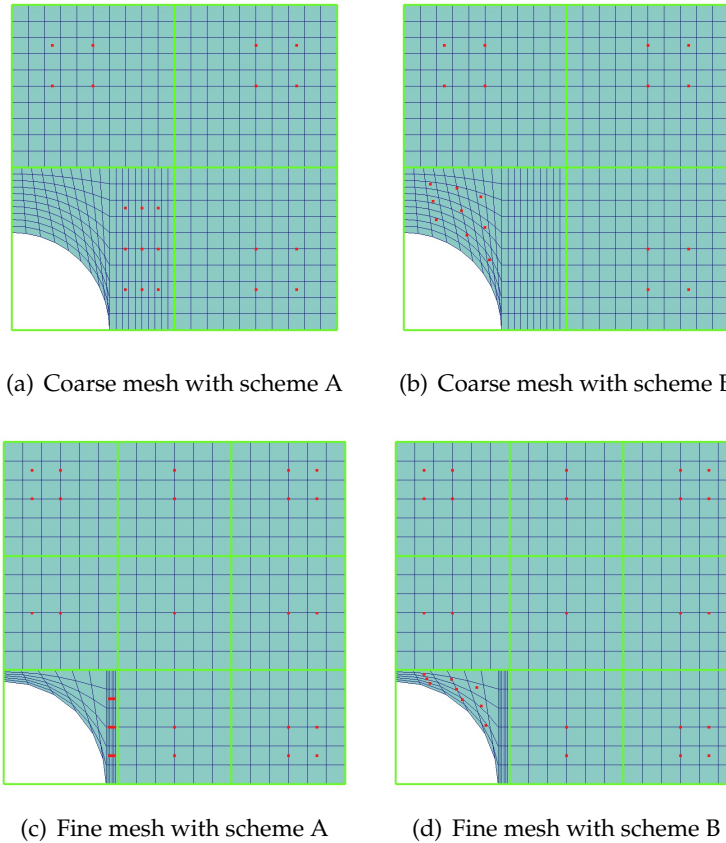 (a) Coarse mesh with scheme A
(b) Coarse mesh with scheme
(c) Fine mesh with scheme A
(d) Fine mesh with scheme B